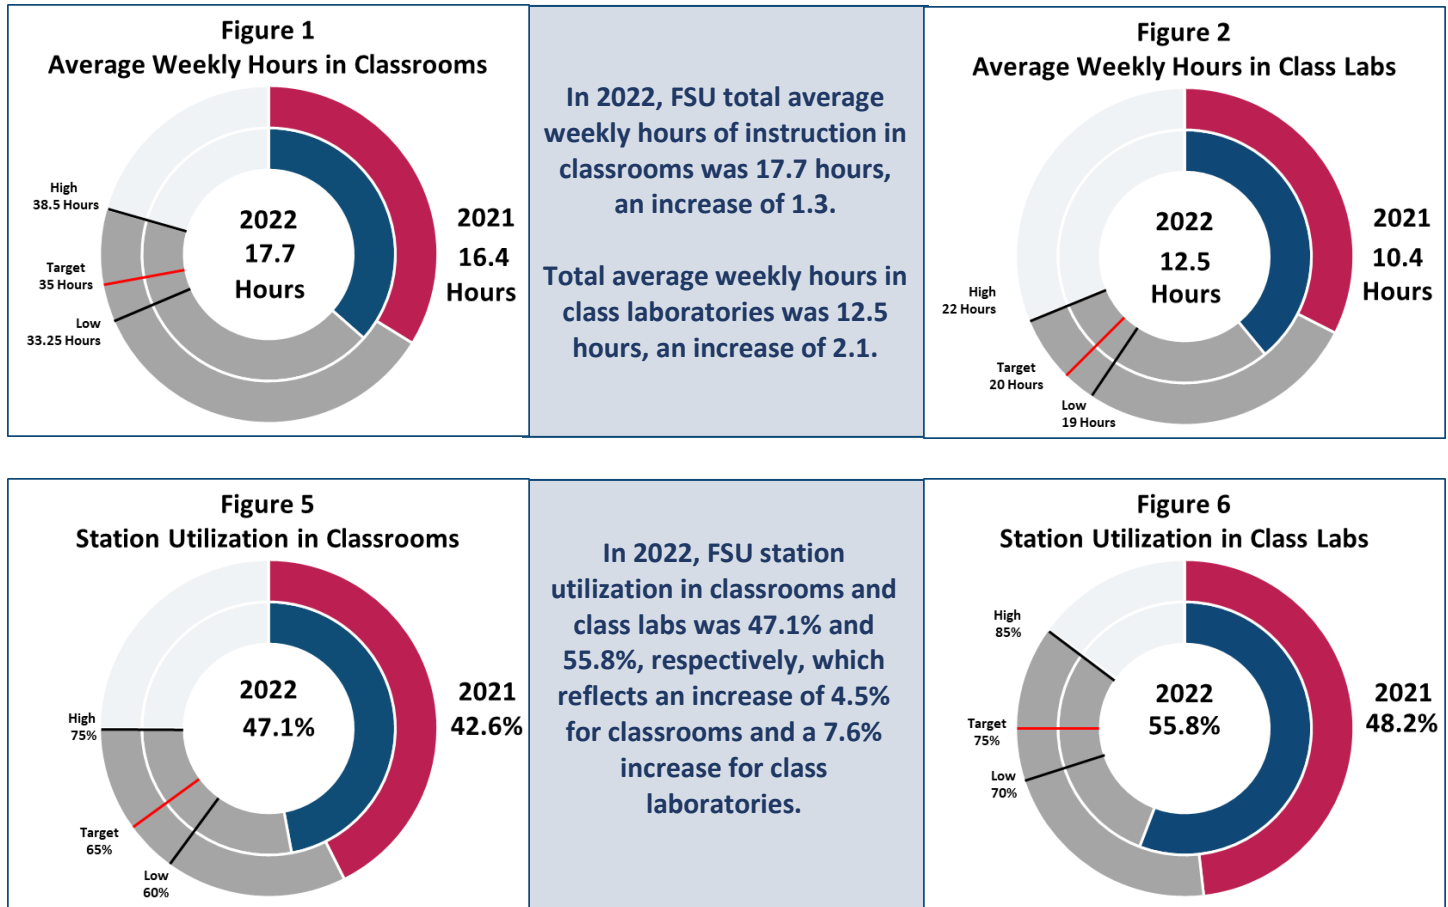 Figure 1
Average Weekly Hours in Classrooms
High
38.5 Hours
Target
35 Hours
Low
33.25 Hours
2022
17.7
Hours
2021
16.4
Hours
In 2022, FSU total average
weekly hours of instruction in
classrooms was 17.7 hours,
an increase of 1.3.
Total average weekly hours in
class laboratories was 12.5
hours, an increase of 2.1.
Figure 2
Average Weekly Hours in Class Labs
High
22 Hours
Target
20 Hours
Low
19 Hours
2022
12.5
Hours
2021
10.4
Hours
Figure 5
Station Utilization in Classrooms
High
75%
Target
65%
Low
60%
2022
47.1%
2021
42.6%
In 2022, FSU station
utilization in classrooms and
class labs was 47.1% and
55.8%, respectively, which
reflects an increase of 4.5%
for classrooms and a 7.6%
increase for class
laboratories.
Figure 6
Station Utilization in Class Labs
High
85%
Target
75%
Low
70%
2022
55.8%
2021
48.2%